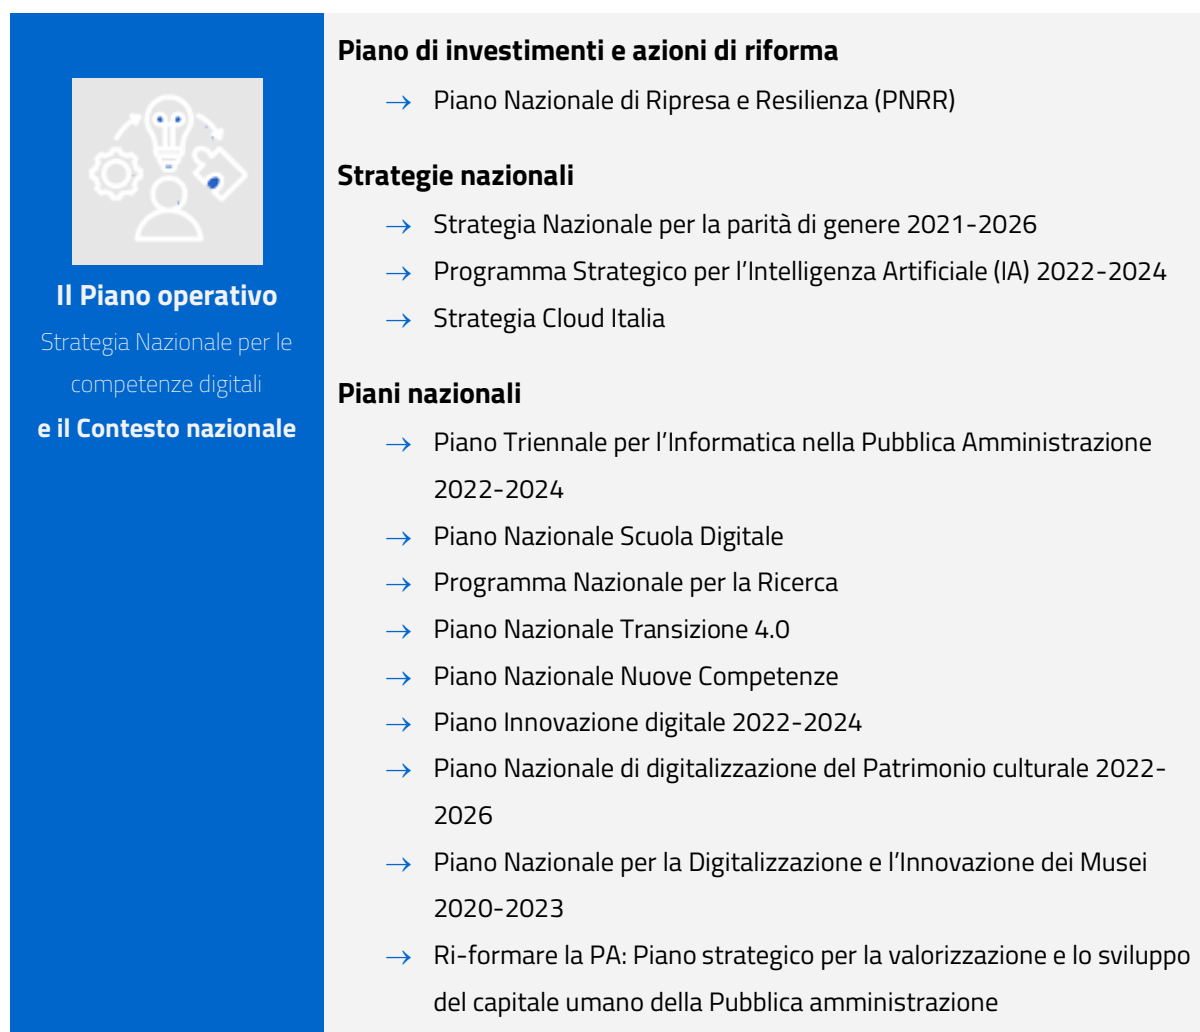 Il Piano operativo
Strategia Nazionale per le
competenze digitali
e il Contesto nazionale
Piano di investimenti e azioni di riforma
→ Piano Nazionale di Ripresa e Resilienza (PNRR)
Strategie nazionali
→ Strategia Nazionale per la parità di genere 2021-2026
→ Programma Strategico per l’Intelligenza Artificiale (IA) 2022-2024
→ Strategia Cloud Italia
Piani nazionali
→ Piano Triennale per l’Informatica nella Pubblica Amministrazione
2022-2024
→ Piano Nazionale Scuola Digitale
→ Programma Nazionale per la Ricerca
→ Piano Nazionale Transizione 4.0
→ Piano Nazionale Nuove Competenze
→ Piano Innovazione digitale 2022-2024
→ Piano Nazionale di digitalizzazione del Patrimonio culturale 2022-
2026
→ Piano Nazionale per la Digitalizzazione e l’Innovazione dei Musei
2020-2023
→ Ri-formare la PA: Piano strategico per la valorizzazione e lo sviluppo
del capitale umano della Pubblica amministrazione